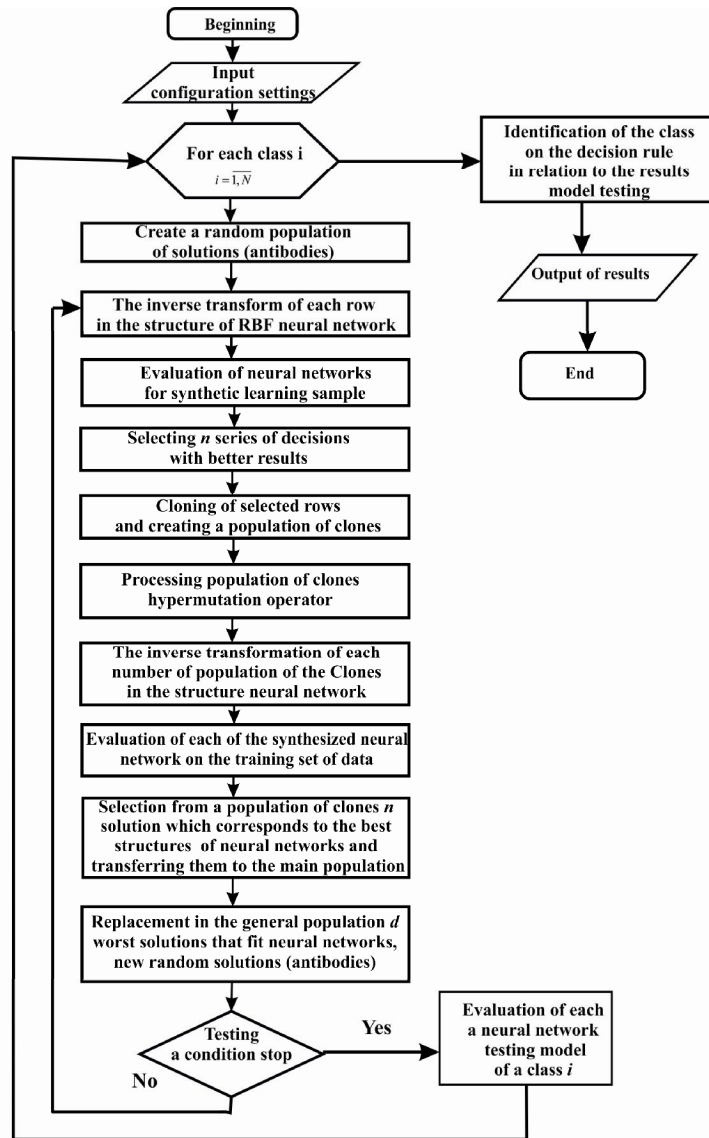 Beginning
Input
configuration settings
For each class i
i=1,N
Identification of the class
on the decision rule
in relation to the results
model testing
Output of results
End
Create a random population
of solutions (antibodies)
The inverse transform of each row
in the structure of RBF neural network
Evaluation of neural networks
for synthetic learning sample
Selecting n series of decisions
with better results
Cloning of selected rows
and creating a population of clones
Processing population of clones
hypermutation operator
The inverse transformation of each
number of population of the Clones
in the structure neural network
Evaluation of each of the synthesized neural
network on the training set of data
Selection from a population of clones n
solution which corresponds to the best
structures of neural networks and
transferring them to the main population
Replacement in the general population d
worst solutions that fit neural networks,
new random solutions (antibodies)
Testing
a condition stop
Yes
No
Evaluation of each
a neural network
testing model
of a class i